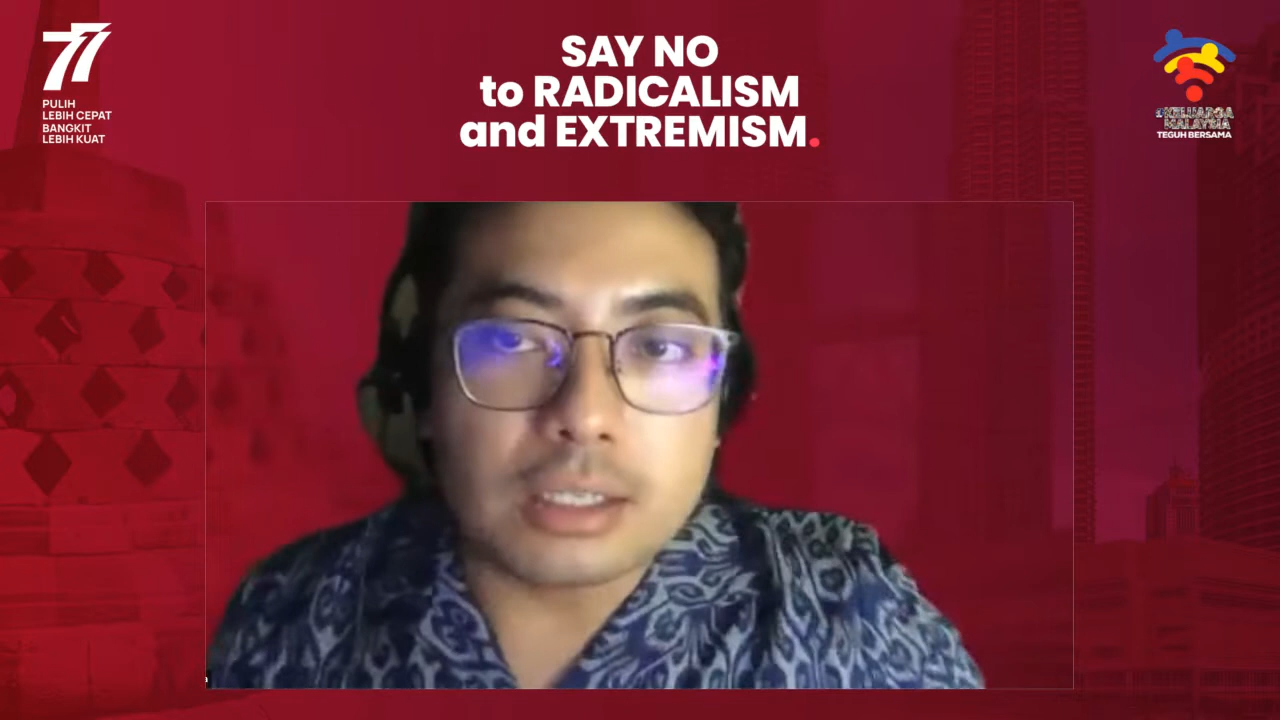 77
PULIH
LEBIH CEPAT
BANGKIT
LEBIH KUAT
SAY NO
to RADICALISM
and EXTREMISM.
#KELUARGA
MALAYSIA
TEGUH BERSAMA